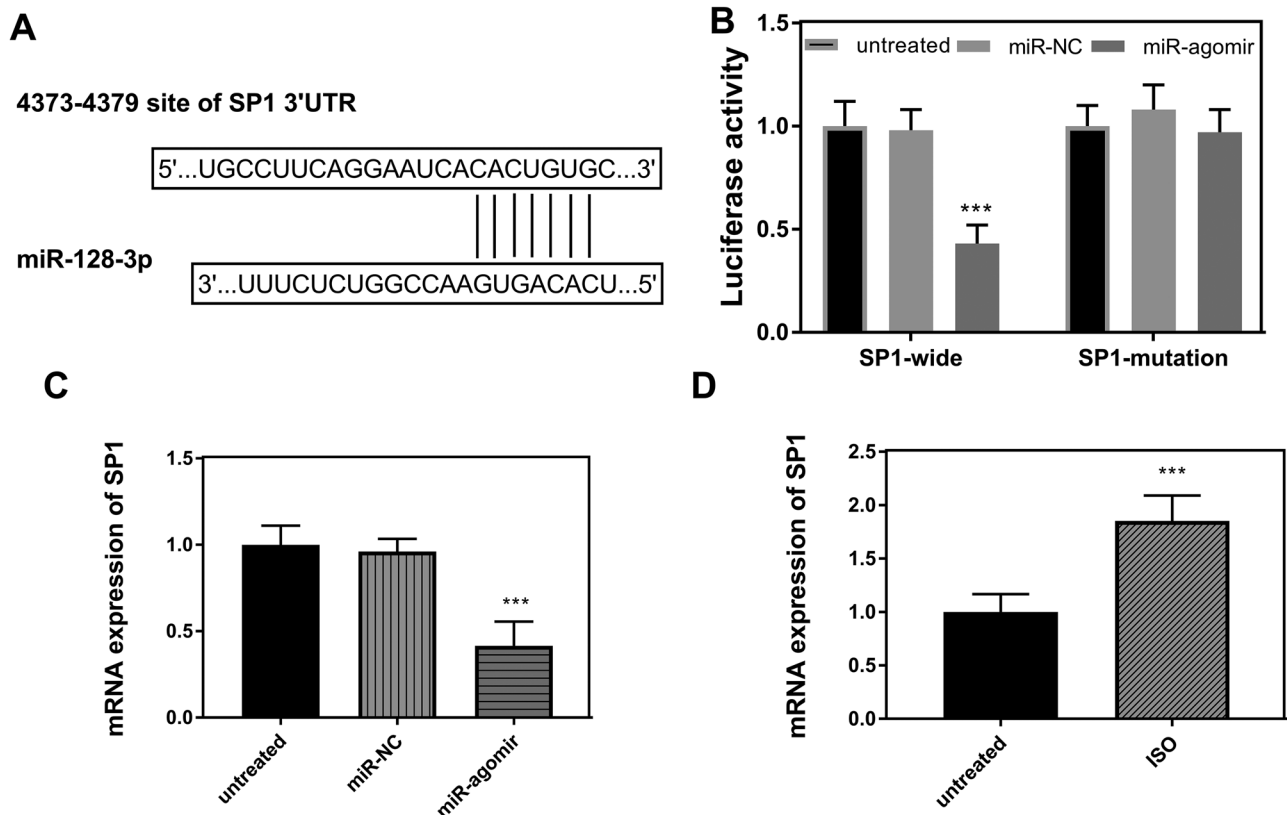 A
4373-4379 site of SP1 3'UTR
5'...UGCCUUCAGGAAUCACACUGUGC...3'
miR-128-3p
3'...UUUCUCUGGCCAAGUGACACU...5'
B
Luciferase activity
1.5
1.0
0.5
0.0
untreated miR-NC miR-agomir
***
SP1-wide SP1-mutation
C
mRNA expression of SP1
1.5
1.0
0.5
0.0
***
untreated miR-NC miR-agomir
D
mRNA expression of SP1
2.5
2.0
1.5
1.0
0.5
0.0
***
untreated ISO